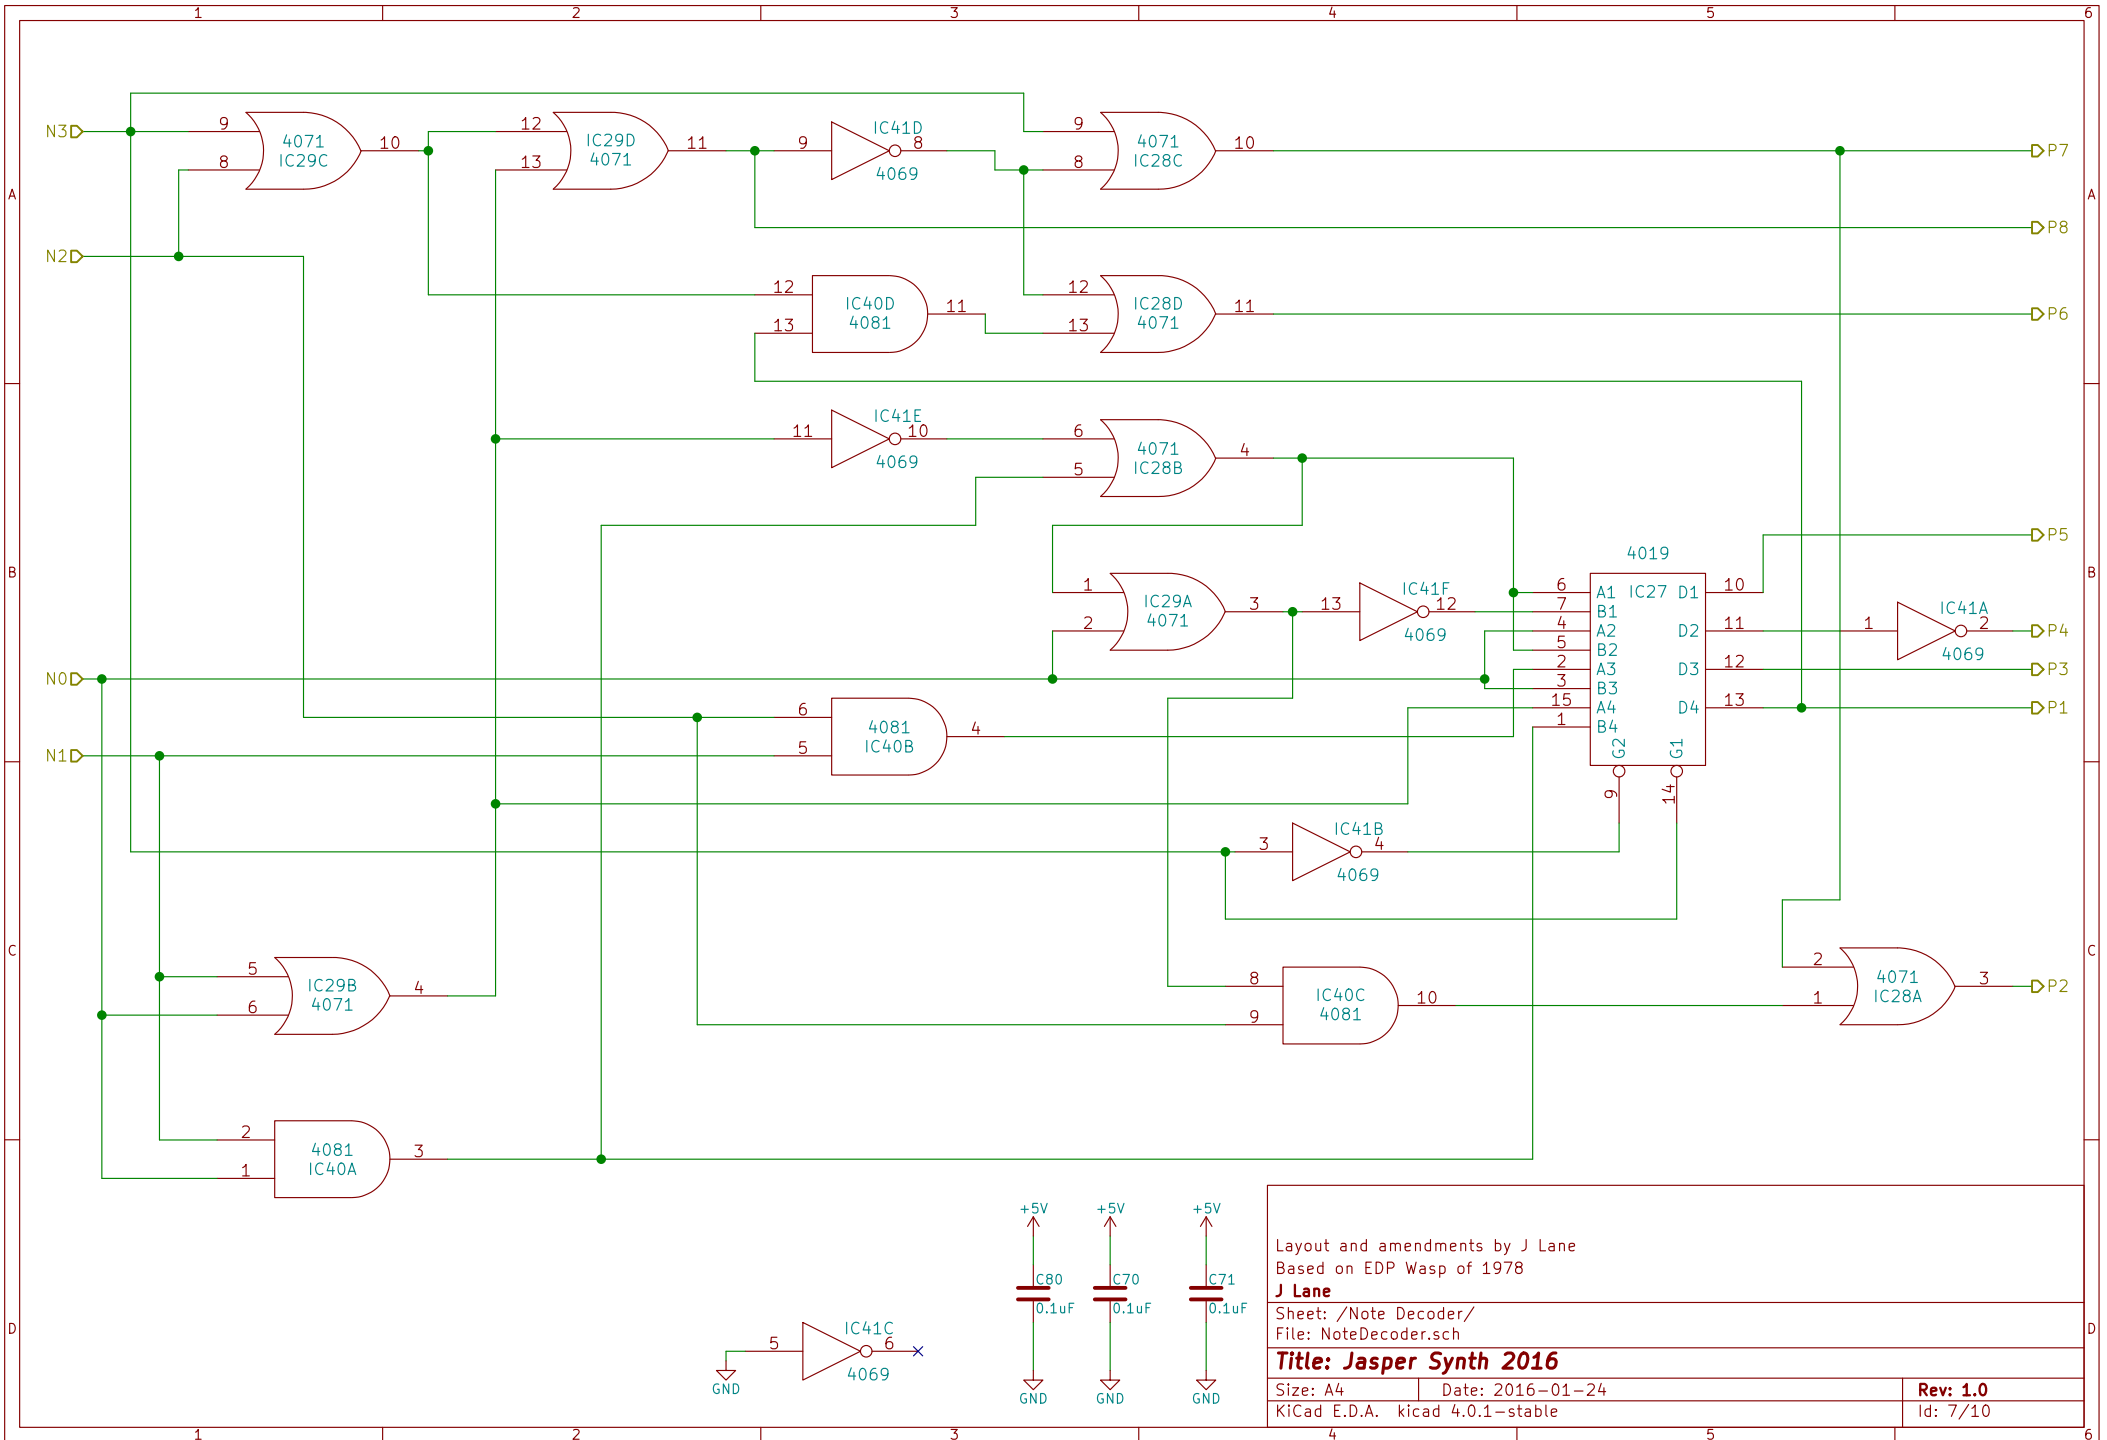 1 2 3 4 5 6
A
A
B
B
C
C
D
D
1 2 3 4 5 6
N3
9
8
4071
IC29C
10
12
13
IC29D
4071
11
9
IC41D
8
4069
9
8
4071
IC28C
10
P7
P8
N2
12
13
IC40D
4081
11
12
13
IC28D
4071
11
P6
11
IC41E
10
4069
6
5
4071
IC28B
4
P5
1
2
IC29A
4071
3
13
IC41F
12
4069
4019
IC27
6 A1
7 B1
4 A2
5 B2
2 A3
3 B3
15 A4
1 B4
D1 10
D2 11
D3 12
D4 13
G2
G1
9
14
1
IC41A
2
4069
P4
P3
P1
N0
N1
6
5
4081
IC40B
4
3
IC41B
4
4069
5
6
IC29B
4071
4
8
9
IC40C
4081
10
2
1
4071
IC28A
3
P2
2
1
4081
IC40A
3
5
IC41C
6
4069
GND
+5V
C80
0.1uF
GND
+5V
C70
0.1uF
GND
+5V
C71
0.1uF
GND
Layout and amendments by J Lane
Based on EDP Wasp of 1978
J Lane
Sheet: /Note Decoder/
File: NoteDecoder.sch
Title: Jasper Synth 2016
Size: A4 Date: 2016-01-24 Rev: 1.0
KiCad E.D.A. kicad 4.0.1-stable Id: 7/10